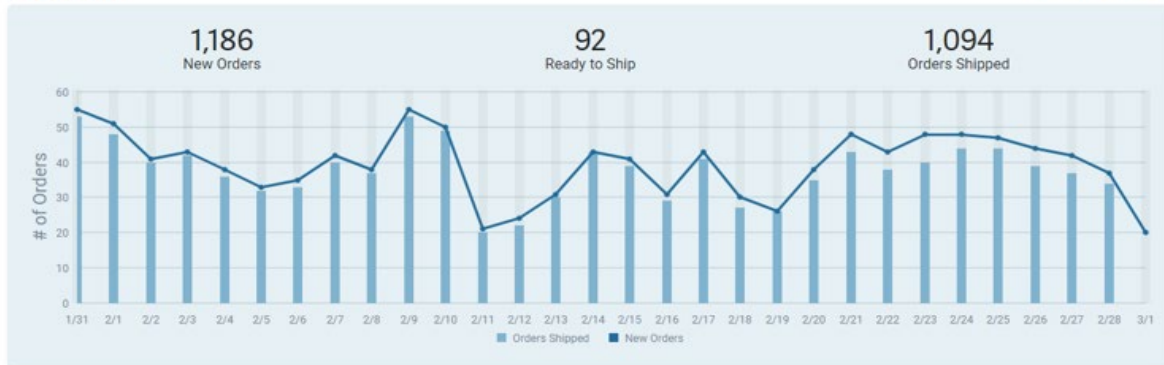 1,186 92 1,094
New Orders Ready to Ship Orders Shipped
60
50
40
30
20
10
0
# of Orders
1/31 2/1 2/2 2/3 2/4 2/5 2/6 2/7 2/8 2/9 2/10 2/11 2/12 2/13 2/14 2/15 2/16 2/17 2/18 2/19 2/20 2/21 2/22 2/23 2/24 2/25 2/26 2/27 2/28 3/1
Orders Shipped New Orders